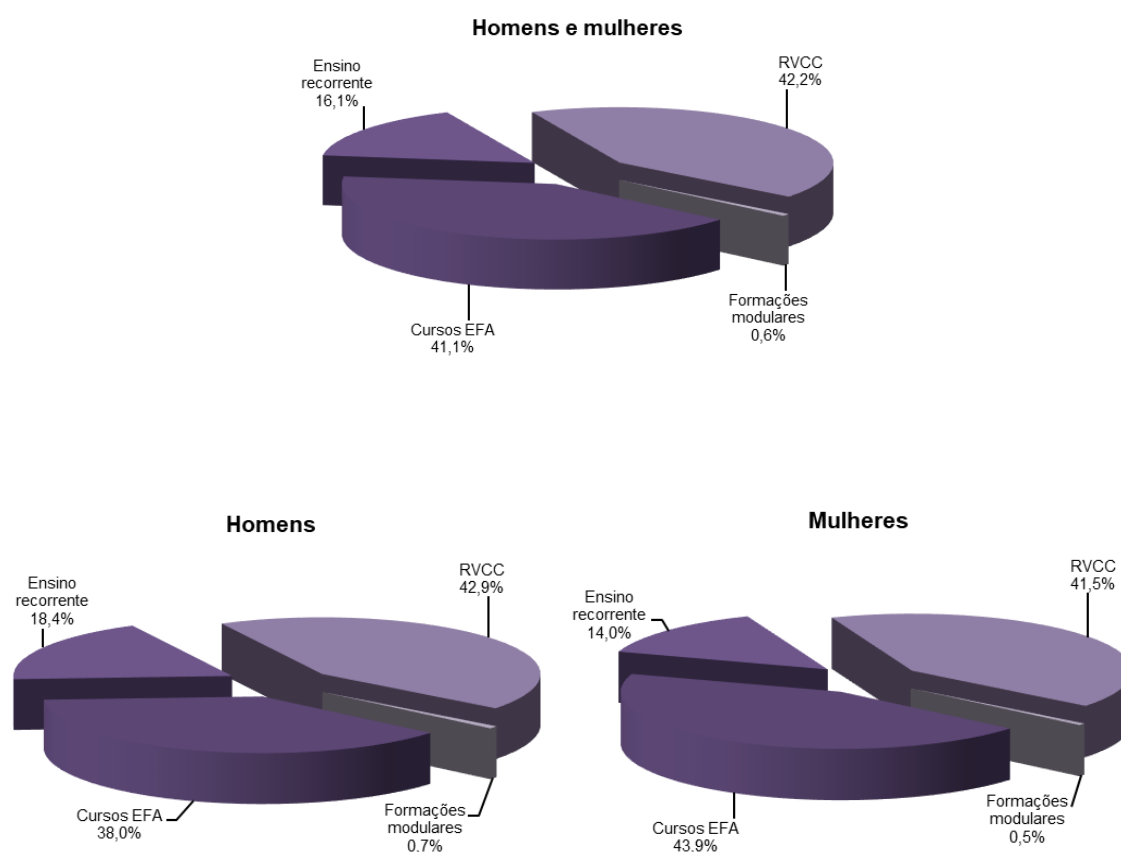 Homens e mulheres
Ensino
recorrente
16,1%
RVCC
42,2%
Cursos EFA
41,1%
Formações
modulares
0,6%
Homens
Ensino
recorrente
18,4%
RVCC
42,9%
Cursos EFA
38,0%
Formações
modulares
0,7%
Mulheres
Ensino
recorrente
14,0%
RVCC
41,5%
Cursos EFA
43,9%
Formações
modulares
0,5%